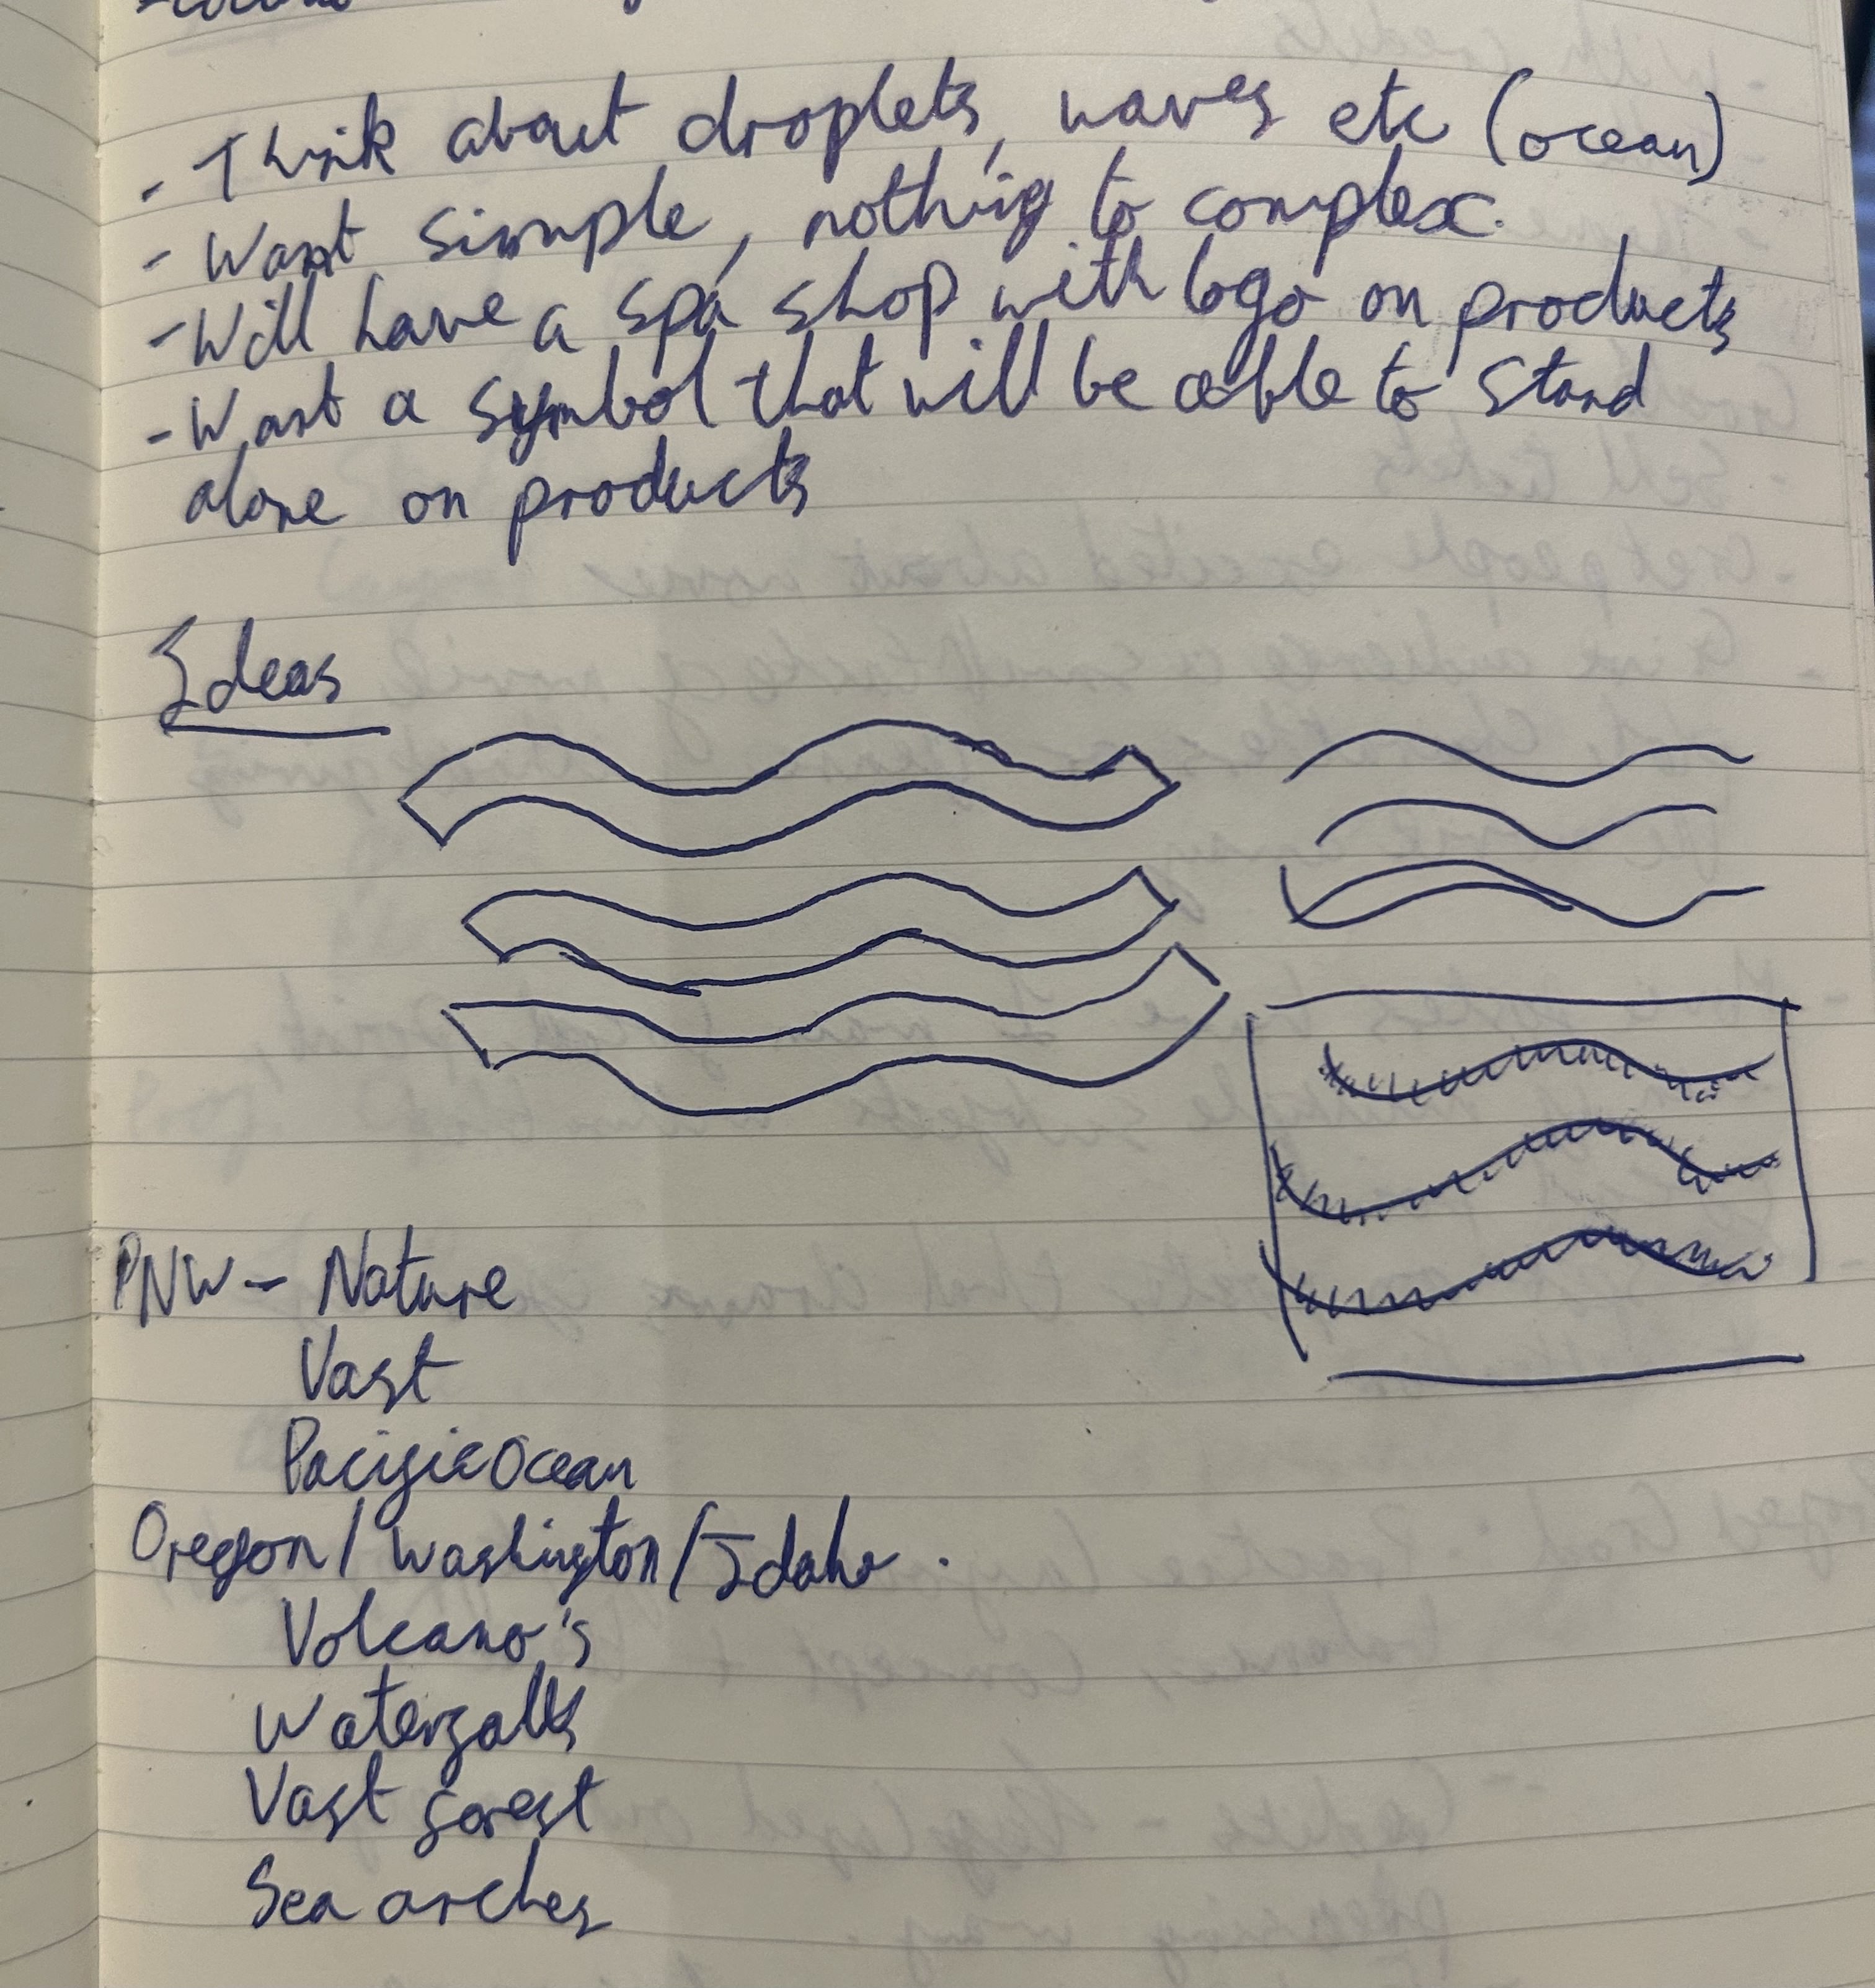 - Think about droplets, waves etc (ocean)
- Want simple, nothing to complex.
- Will have a spa shop with logo on products
- Want a symbol that will be able to stand
alone on products
Ideas
PNW - Nature
Vast
Pacific Ocean
Oregon / Washington / Idaho.
Volcano's
Waterfalls
Vast forest
Sea arches